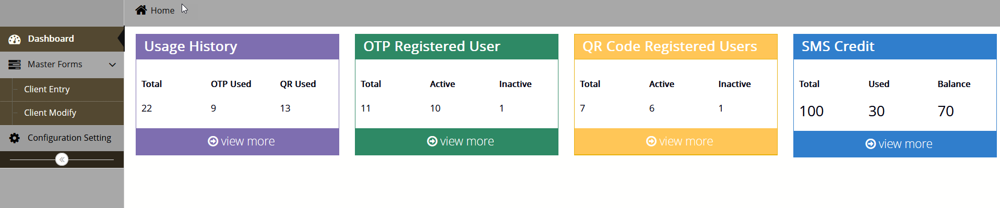 Home
Dashboard
Master Forms
Client Entry
Client Modify
Configuration Setting
Usage History
Total OTP Used QR Used
22 9 13
view more
OTP Registered User
Total Active Inactive
11 10 1
view more
QR Code Registered Users
Total Active Inactive
7 6 1
view more
SMS Credit
Total Used Balance
100 30 70
view more